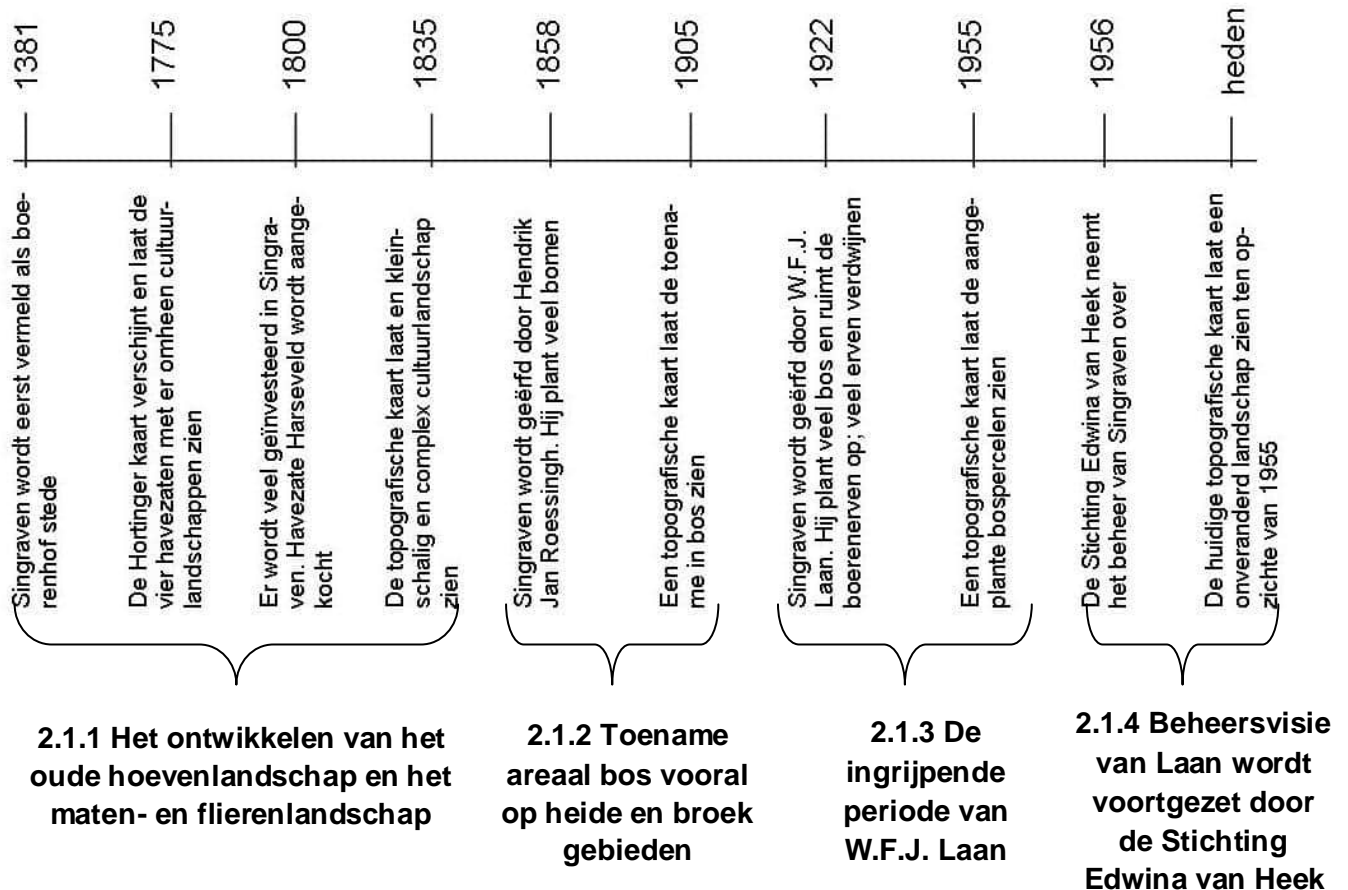 1381
1775
1800
1835
1858
1905
1922
1955
1956
heden
Singraven wordt eerst vermeld als boe-
renhof stede
De Hortinger kaart verschijnt en laat de
vier havezaten met er omheen cultuur-
landschappen zien
Er wordt veel geïnvesteerd in Singra-
ven. Havezate Harseveld wordt aange-
kocht
De topografische kaart laat en klein-
schalig en complex cultuurlandschap
zien
Singraven wordt geërfd door Hendrik
Jan Roessingh. Hij plant veel bomen
Een topografische kaart laat de toena-
me in bos zien
Singraven wordt geërfd door W.F.J.
Laan. Hij plant veel bos en ruimt de
boerenerven op; veel erven verdwijnen
Een topografische kaart laat de aange-
plante bospercelen zien
De Stichting Edwina van Heek neemt
het beheer van Singraven over
De huidige topografische kaart laat een
onveranderd landschap zien ten op-
zichte van 1955
2.1.1 Het ontwikkelen van het
oude hoevenlandschap en het
maten- en flierenlandschap
2.1.2 Toename
areaal bos vooral
op heide en broek
gebieden
2.1.3 De
ingrijpende
periode van
W.F.J. Laan
2.1.4 Beheersvisie
van Laan wordt
voortgezet door
de Stichting
Edwina van Heek